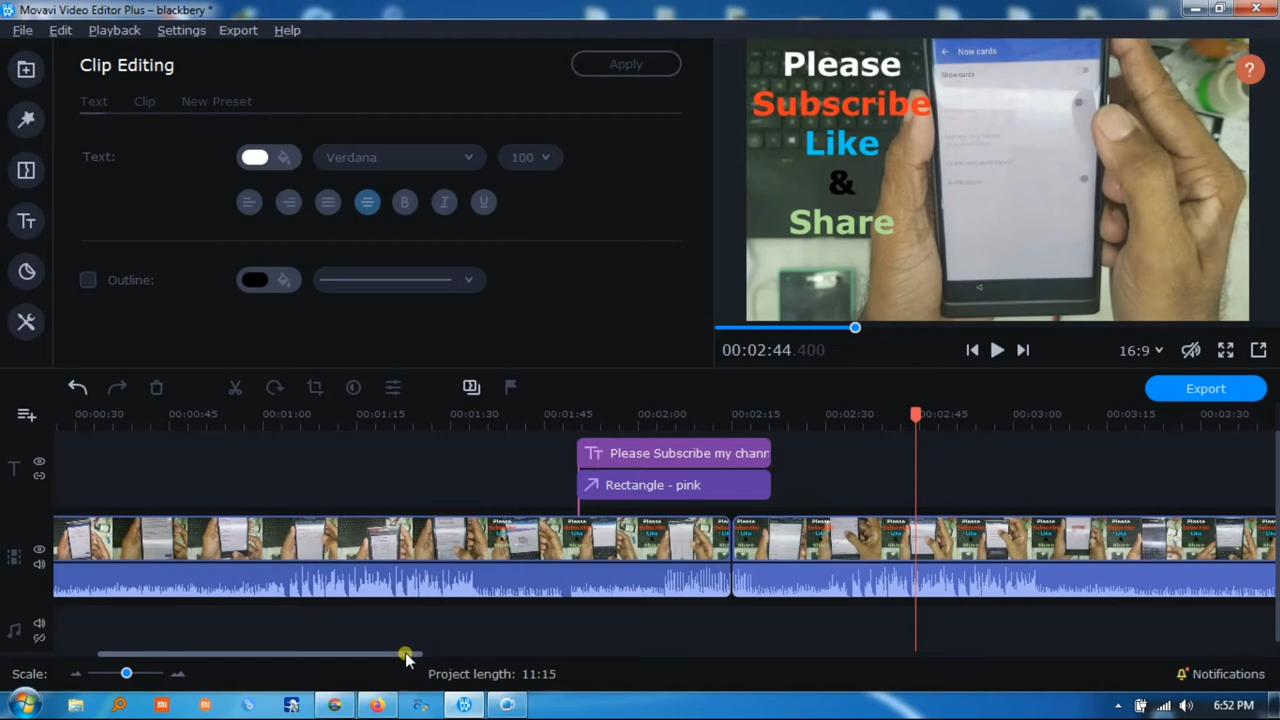 Movavi Video Editor Plus – blackbery *
File Edit Playback Settings Export Help
Clip Editing
Apply
Text Clip New Preset
Text: Verdana 100
B I U
Outline:
Please
Subscribe
Like
&
Share
Now cards
Show cards
?
00:02:44.400
16:9
Export
00:00:30 00:00:45 00:01:00 00:01:15 00:01:30 00:01:45 00:02:00 00:02:15 00:02:30 00:02:45 00:03:00 00:03:15 00:03:30
Please Subscribe my chann
Rectangle - pink
Scale:
Project length: 11:15
Notifications
6:52 PM